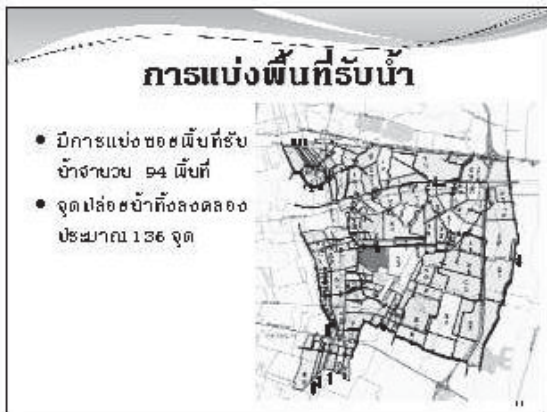 การแบ่งพื้นที่รับน้ำ
• มีการแบ่งซอยพื้นที่รับ
น้ำจำนวน 94 พื้นที่
• จุดปล่อยน้ำทิ้งลงคลอง
ประมาณ 136 จุด